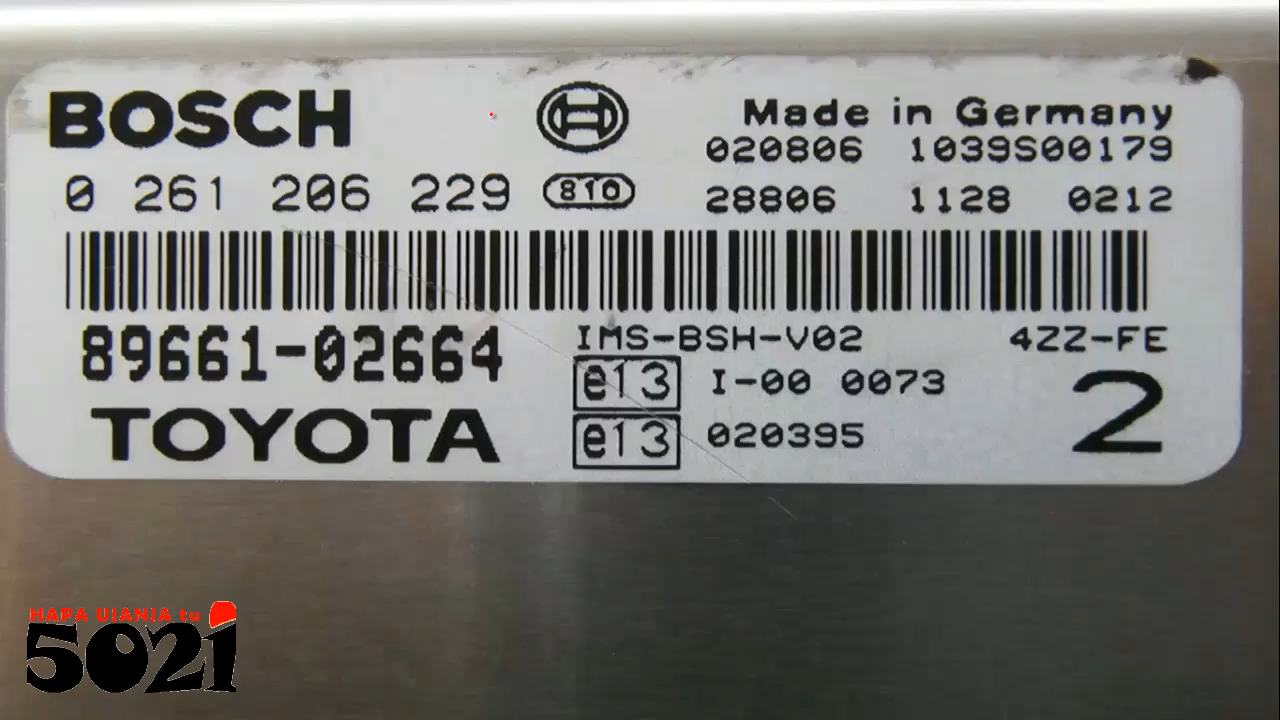 BOSCH
Made in Germany
020806 1039S00179
0 261 206 229 810
28806 1128 0212
89661-02664
IMS-BSH-V02 4ZZ-FE
e13 I-00 0073
2
TOYOTA
e13 020395
HAPA UJANJA tu
5021